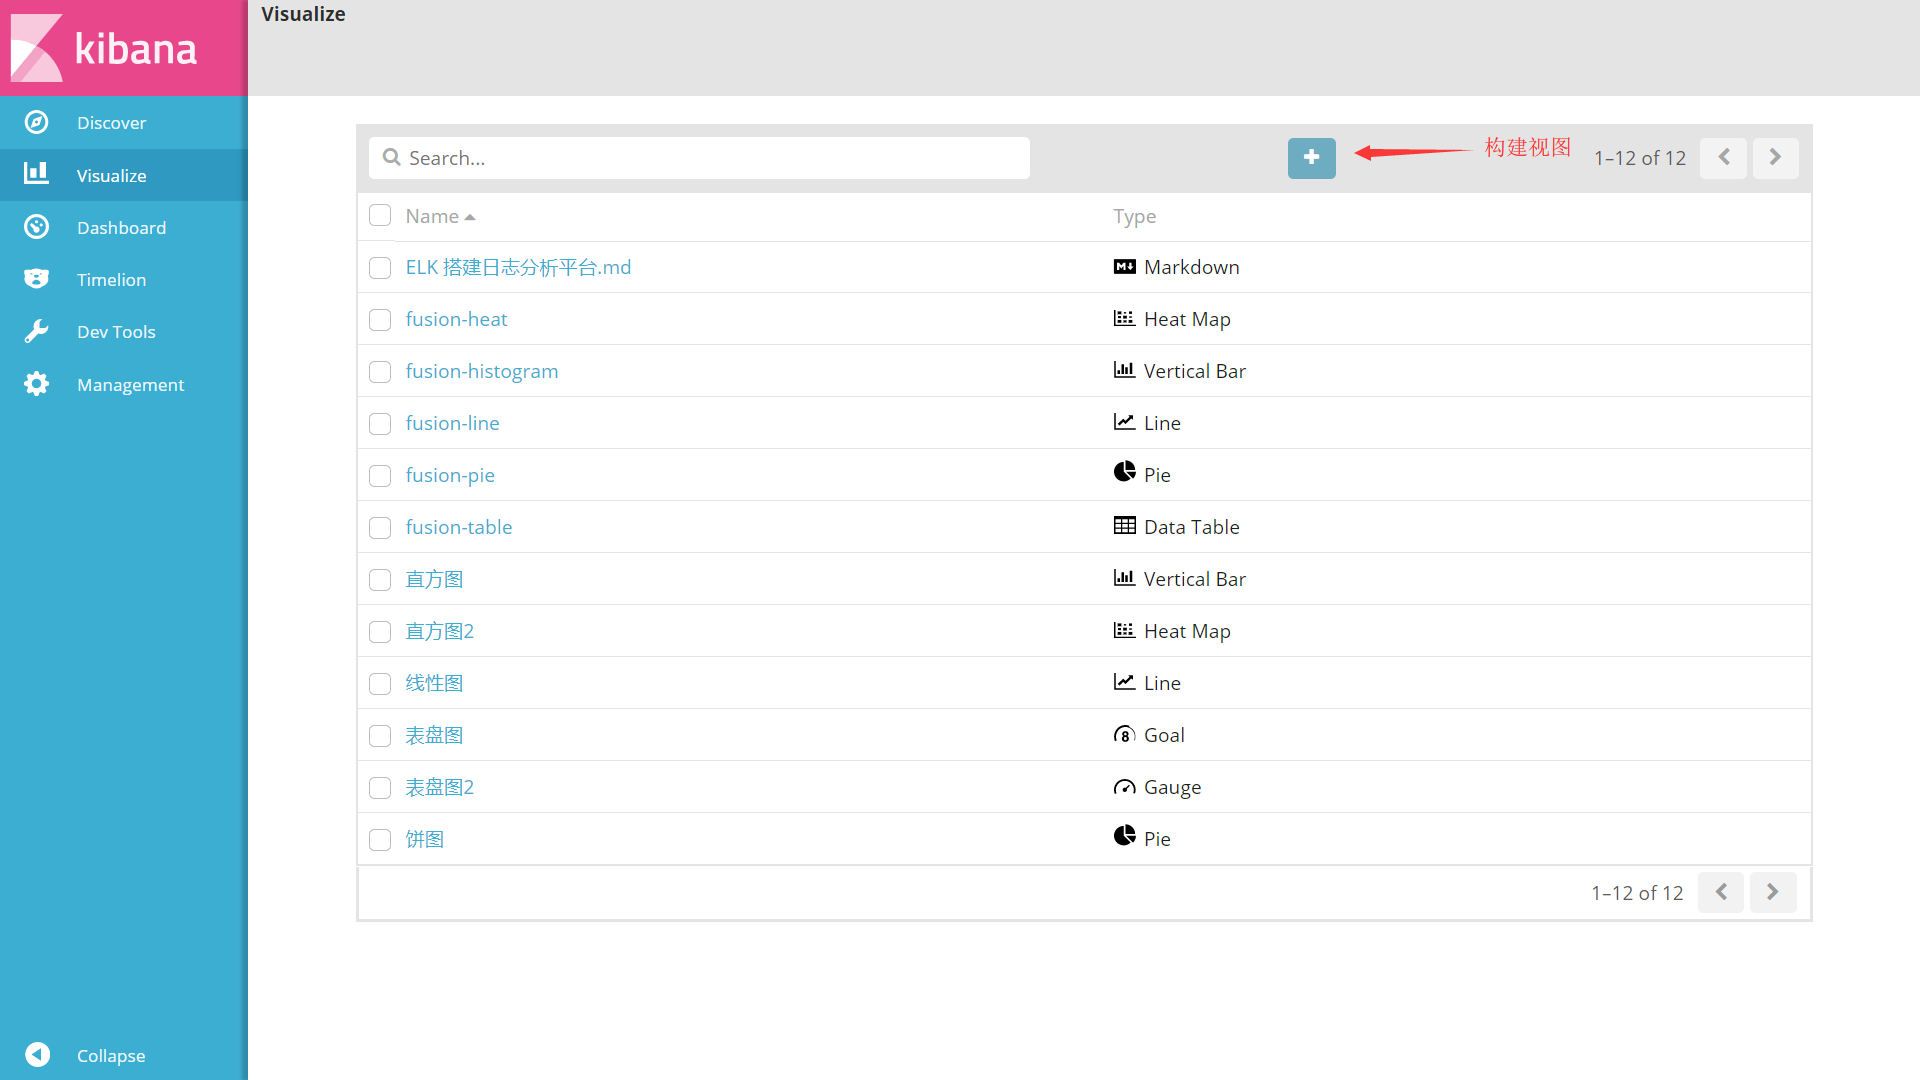 Visualize
kibana
Discover
Visualize
Dashboard
Timelion
Dev Tools
Management
Collapse
Search...
构建视图
1–12 of 12
Name Type
ELK 搭建日志分析平台.md Markdown
fusion-heat Heat Map
fusion-histogram Vertical Bar
fusion-line Line
fusion-pie Pie
fusion-table Data Table
直方图 Vertical Bar
直方图2 Heat Map
线性图 Line
表盘图 Goal
表盘图2 Gauge
饼图 Pie
1–12 of 12